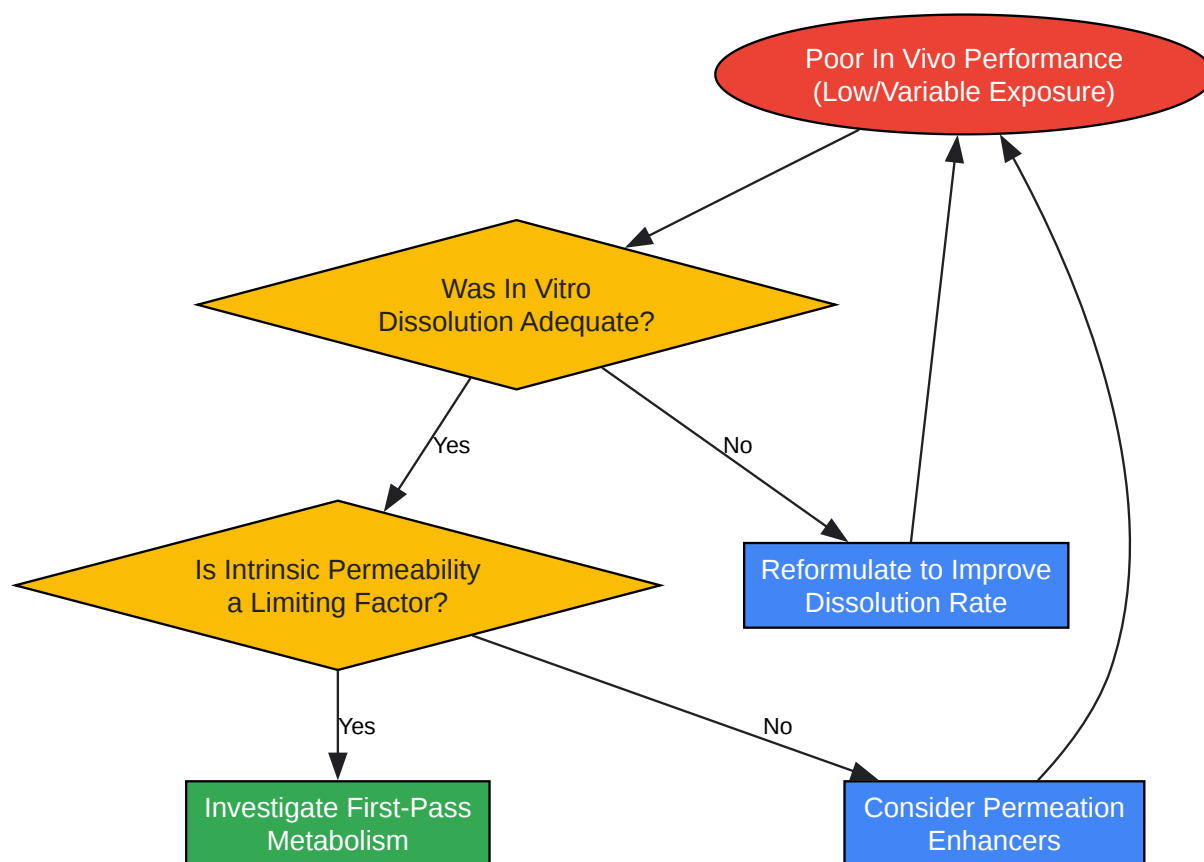 Poor In Vivo Performance
(Low/Variable Exposure)
Was In Vitro
Dissolution Adequate?
Yes
No
Is Intrinsic Permeability
a Limiting Factor?
Reformulate to Improve
Dissolution Rate
Yes
No
Investigate First-Pass
Metabolism
Consider Permeation
Enhancers